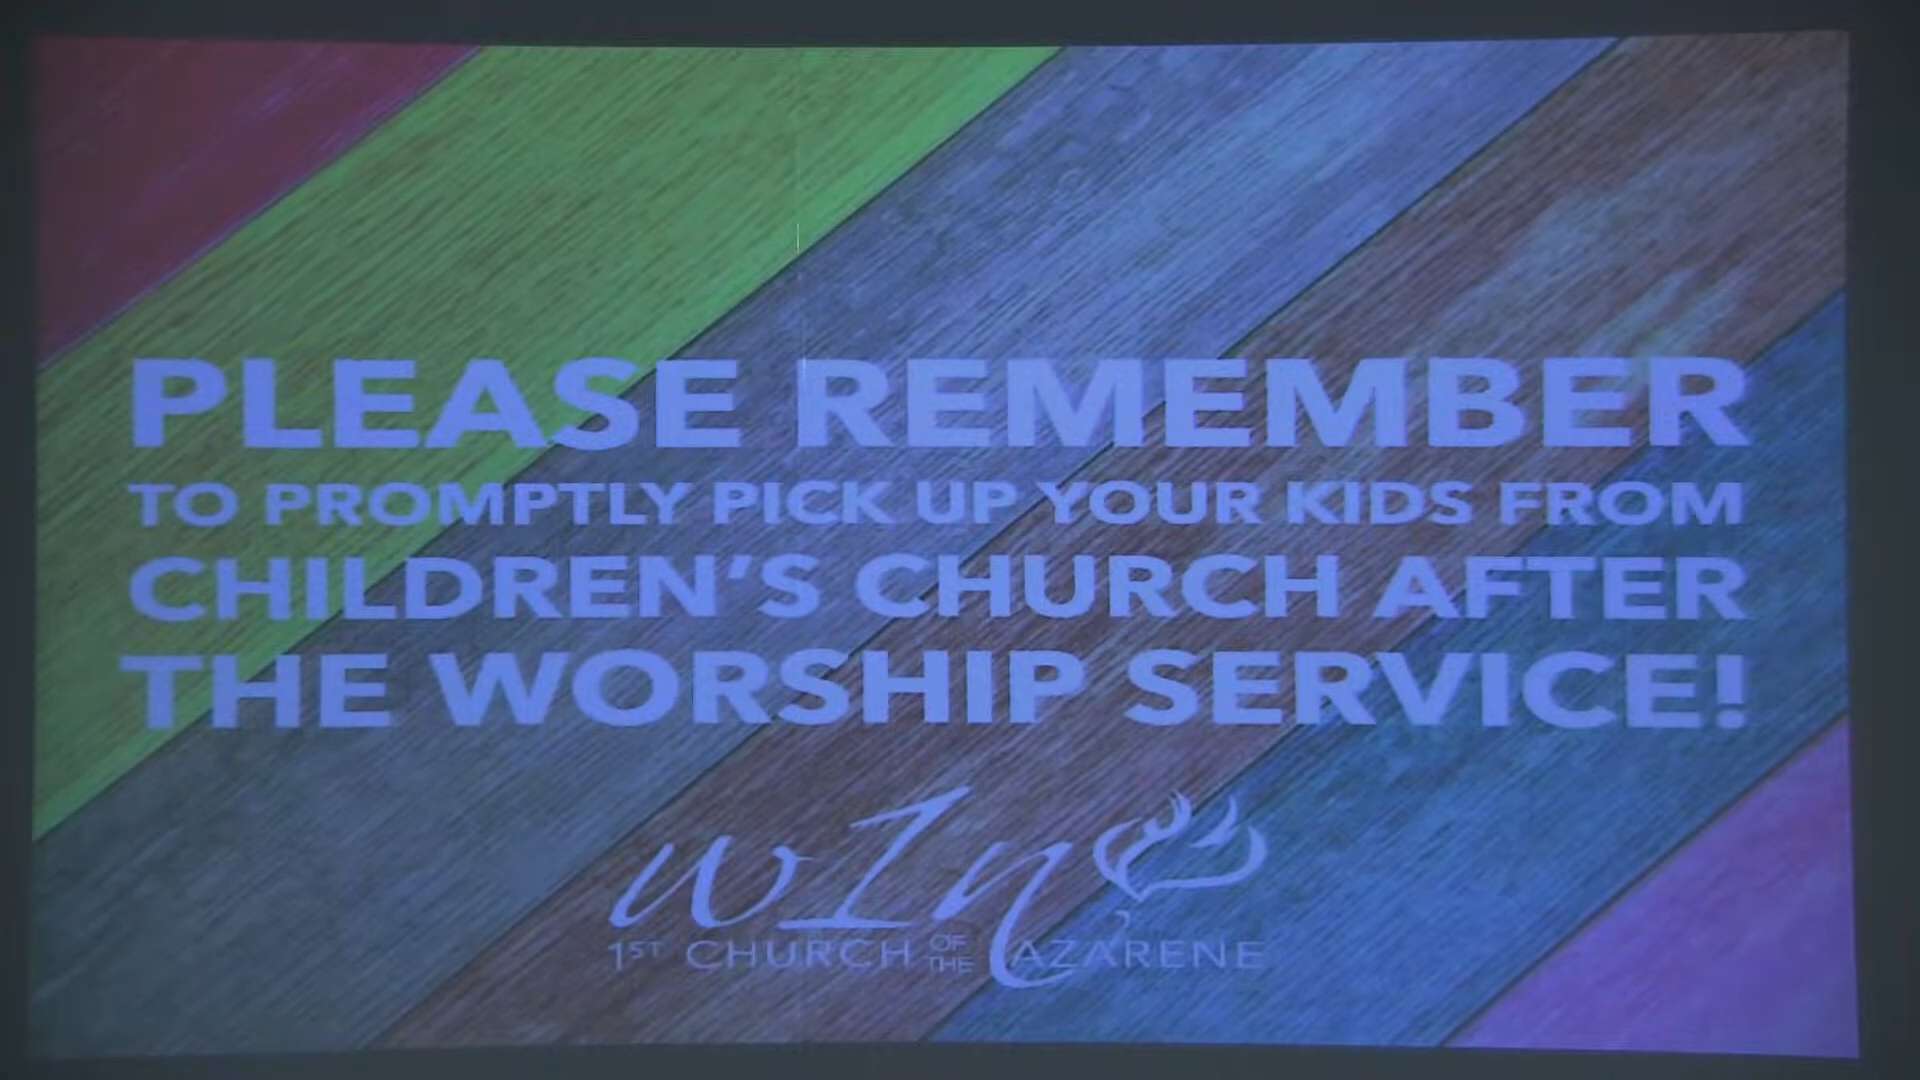 PLEASE REMEMBER
TO PROMPTLY PICK UP YOUR KIDS FROM
CHILDREN'S CHURCH AFTER
THE WORSHIP SERVICE!
wIn
1ST CHURCH OF THE NAZARENE